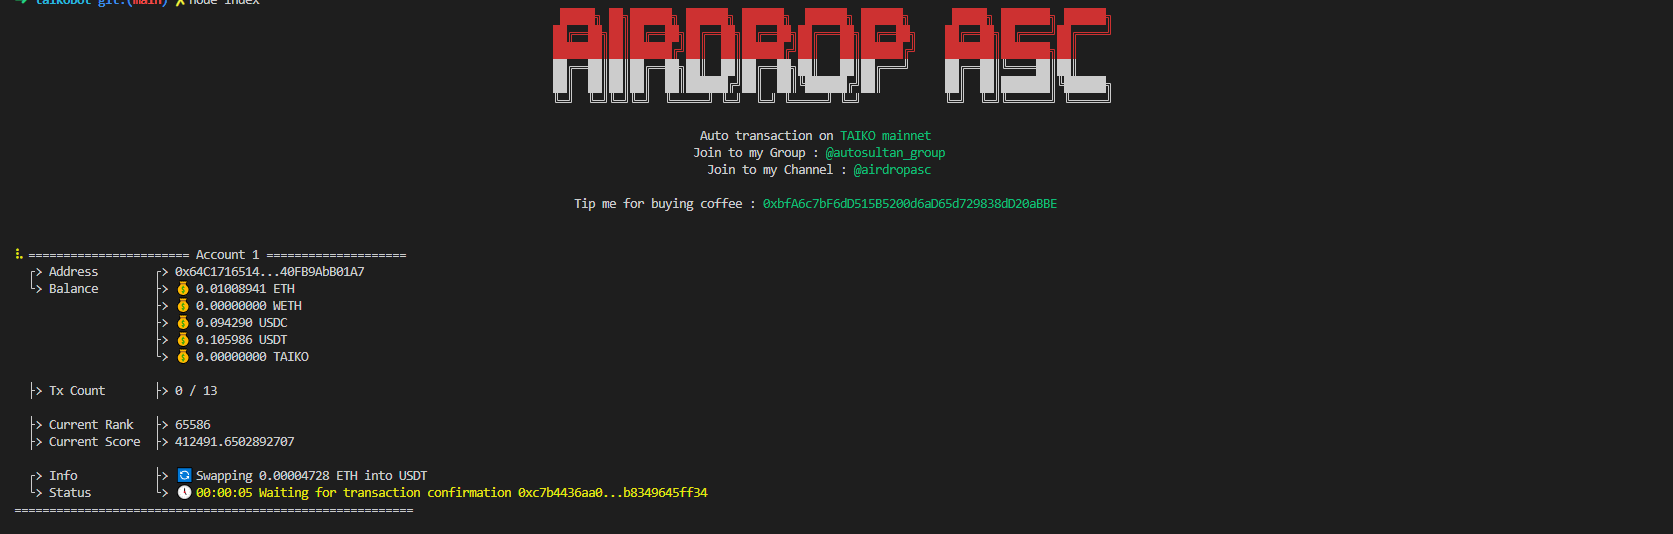 ➜ taikobot git:(main) ✗ node index
AIRDROP ASC
Auto transaction on TAIKO mainnet
Join to my Group : @autosultan_group
Join to my Channel : @airdropasc
Tip me for buying coffee : 0xbfA6c7bF6dD515B5200d6aD65d729838dD20aBBE
======================= Account 1 ====================
┌> Address ┌> 0x64C1716514...40FB9AbB01A7
└> Balance ├> 💰 0.01008941 ETH
├> 💰 0.00000000 WETH
├> 💰 0.094290 USDC
├> 💰 0.105986 USDT
└> 💰 0.00000000 TAIKO
├> Tx Count ├> 0 / 13
├> Current Rank ├> 65586
├> Current Score ├> 412491.6502892707
┌> Info ├> 🔄 Swapping 0.00004728 ETH into USDT
└> Status └> 🕔 00:00:05 Waiting for transaction confirmation 0xc7b4436aa0...b8349645ff34
=========================================================